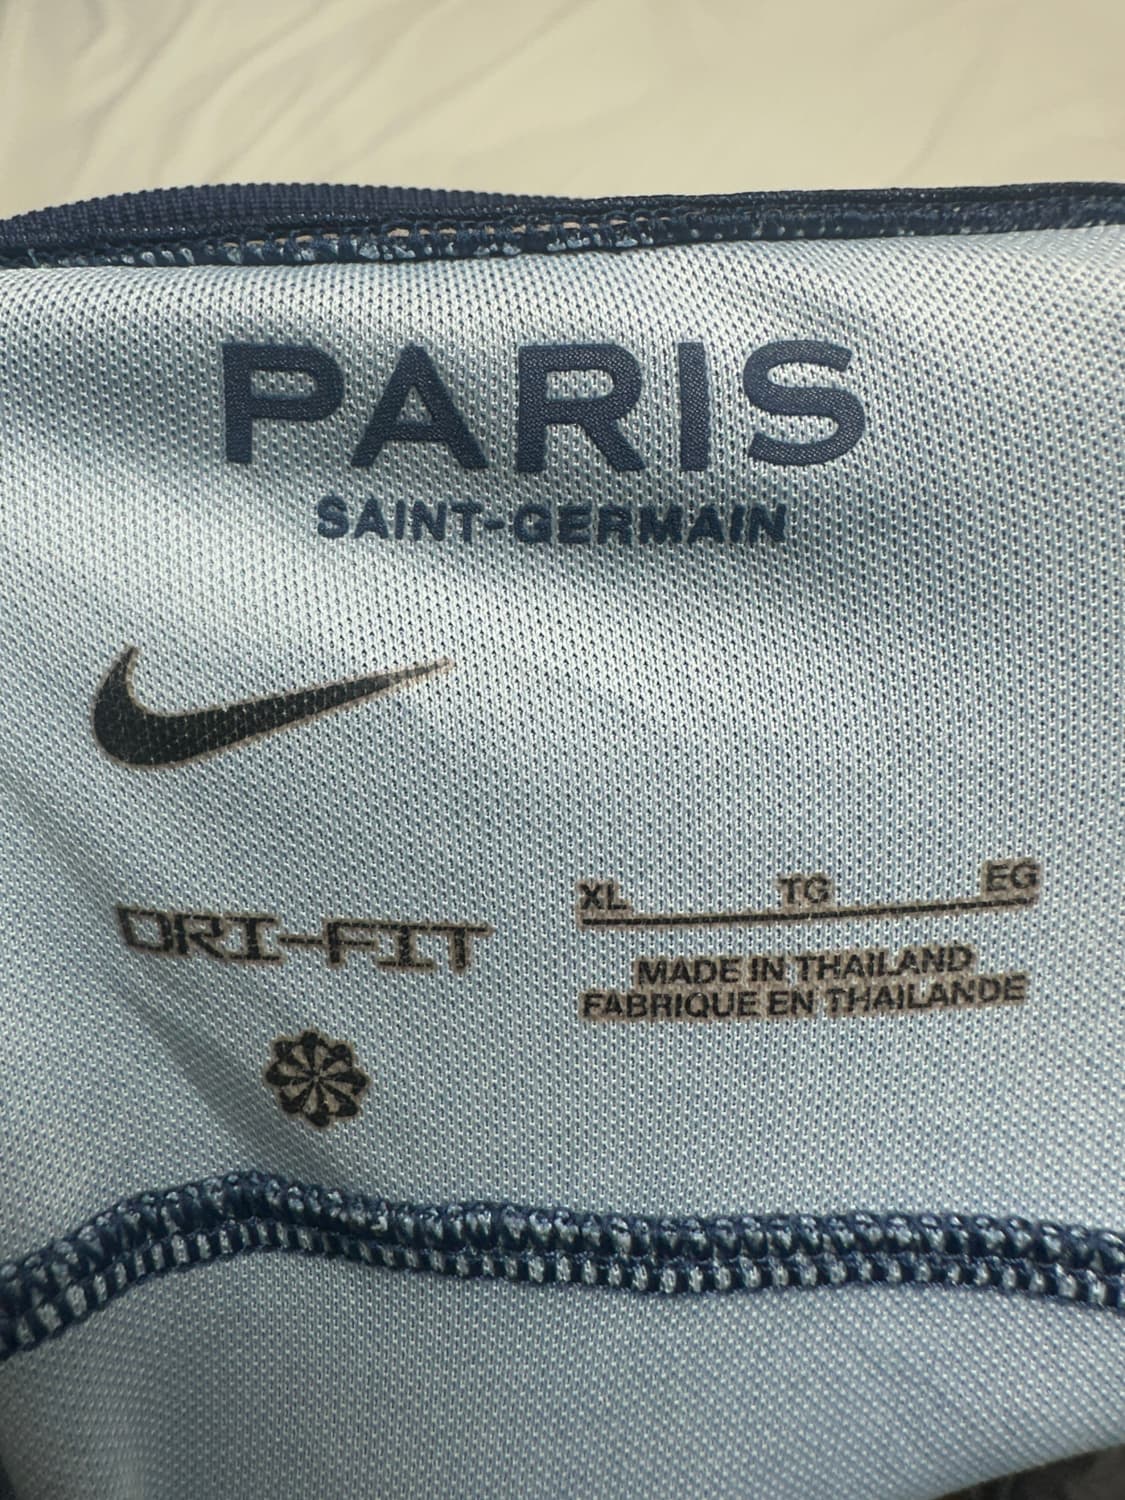 PARIS
SAINT-GERMAIN
DRI-FIT
XL TG EG
MADE IN THAILAND
FABRIQUE EN THAILANDE